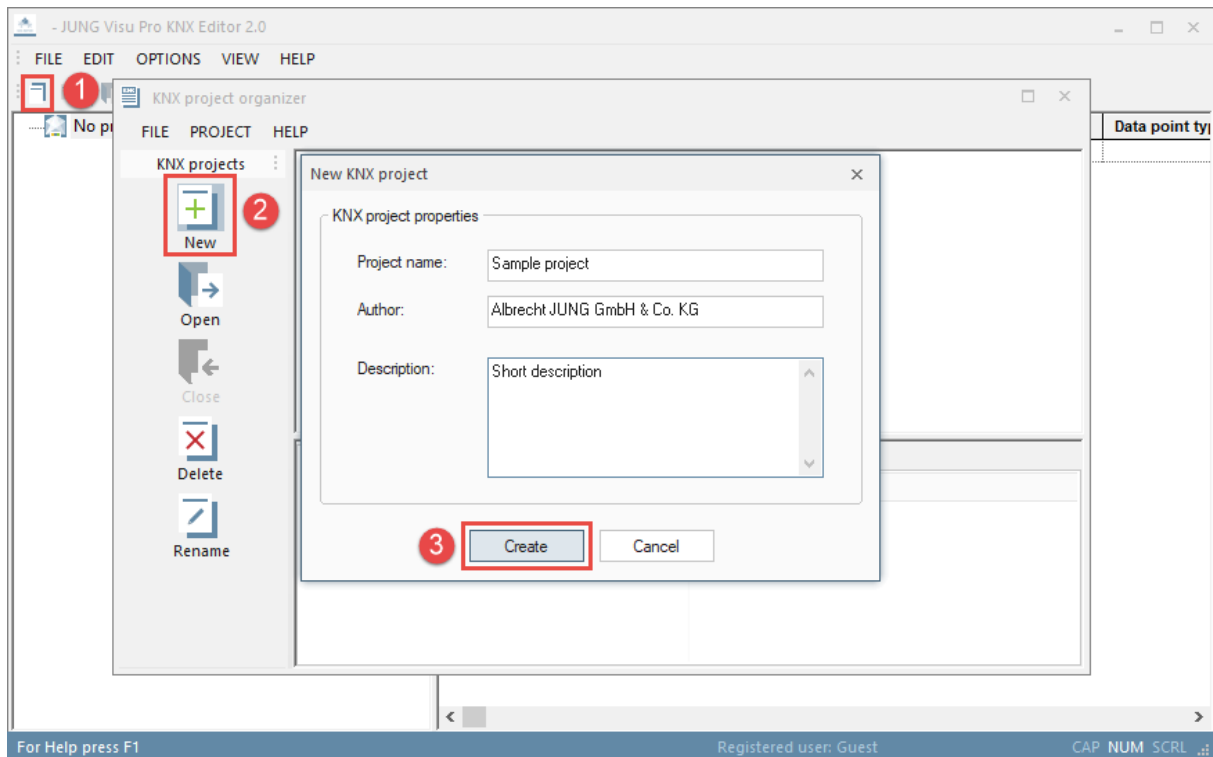 - JUNG Visu Pro KNX Editor 2.0
FILE EDIT OPTIONS VIEW HELP
1
KNX project organizer
No p
Data point ty
FILE PROJECT HELP
KNX projects
New KNX project
2
New
KNX project properties
Project name: Sample project
Author: Albrecht JUNG GmbH & Co. KG
Open
Description: Short description
Close
Delete
3
Create Cancel
Rename
For Help press F1 Registered user: Guest CAP NUM SCRL